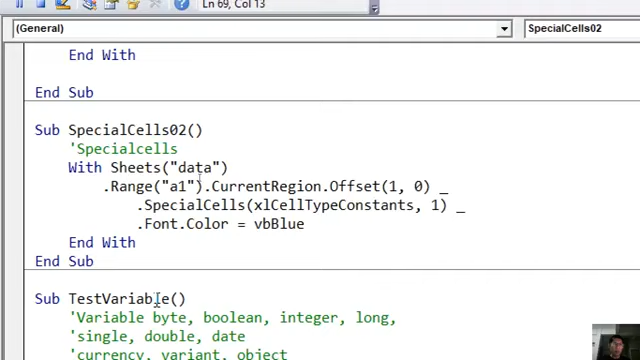 Ln 69, Col 13
(General) SpecialCells02
End With
End Sub
Sub SpecialCells02()
'Specialcells
With Sheets("data")
.Range("a1").CurrentRegion.Offset(1, 0) _
.SpecialCells(xlCellTypeConstants, 1) _
.Font.Color = vbBlue
End With
End Sub
Sub TestVariable()
'Variable byte, boolean, integer, long,
'single, double, date
'currency, variant, object